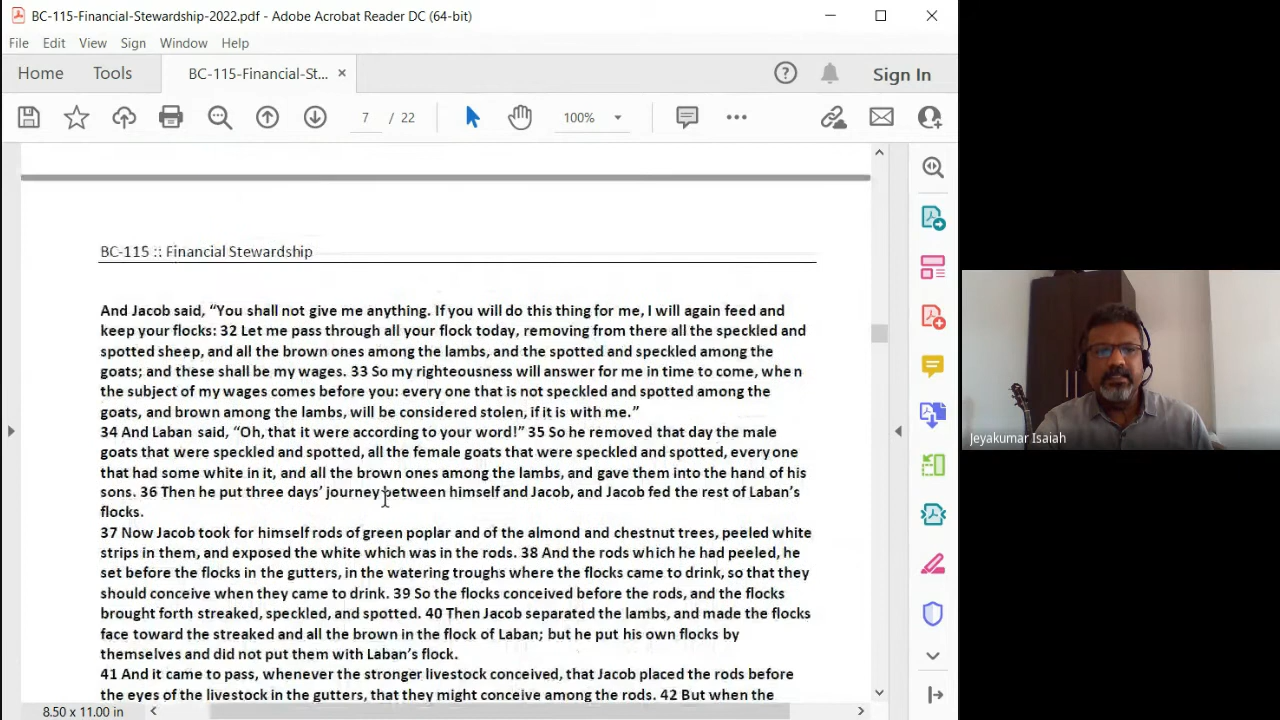 BC-115-Financial-Stewardship-2022.pdf - Adobe Acrobat Reader DC (64-bit)
File Edit View Sign Window Help
Home Tools BC-115-Financial-St... × Sign In
7 / 22 100%
BC-115 :: Financial Stewardship
And Jacob said, “You shall not give me anything. If you will do this thing for me, I will again feed and
keep your flocks: 32 Let me pass through all your flock today, removing from there all the speckled and
spotted sheep, and all the brown ones among the lambs, and the spotted and speckled among the
goats; and these shall be my wages. 33 So my righteousness will answer for me in time to come, when
the subject of my wages comes before you: every one that is not speckled and spotted among the
goats, and brown among the lambs, will be considered stolen, if it is with me.”
34 And Laban said, “Oh, that it were according to your word!” 35 So he removed that day the male
goats that were speckled and spotted, all the female goats that were speckled and spotted, every one
that had some white in it, and all the brown ones among the lambs, and gave them into the hand of his
sons. 36 Then he put three days’ journey between himself and Jacob, and Jacob fed the rest of Laban’s
flocks.
37 Now Jacob took for himself rods of green poplar and of the almond and chestnut trees, peeled white
strips in them, and exposed the white which was in the rods. 38 And the rods which he had peeled, he
set before the flocks in the gutters, in the watering troughs where the flocks came to drink, so that they
should conceive when they came to drink. 39 So the flocks conceived before the rods, and the flocks
brought forth streaked, speckled, and spotted. 40 Then Jacob separated the lambs, and made the flocks
face toward the streaked and all the brown in the flock of Laban; but he put his own flocks by
themselves and did not put them with Laban’s flock.
41 And it came to pass, whenever the stronger livestock conceived, that Jacob placed the rods before
the eyes of the livestock in the gutters, that they might conceive among the rods. 42 But when the
8.50 x 11.00 in
Jeyakumar Isaiah